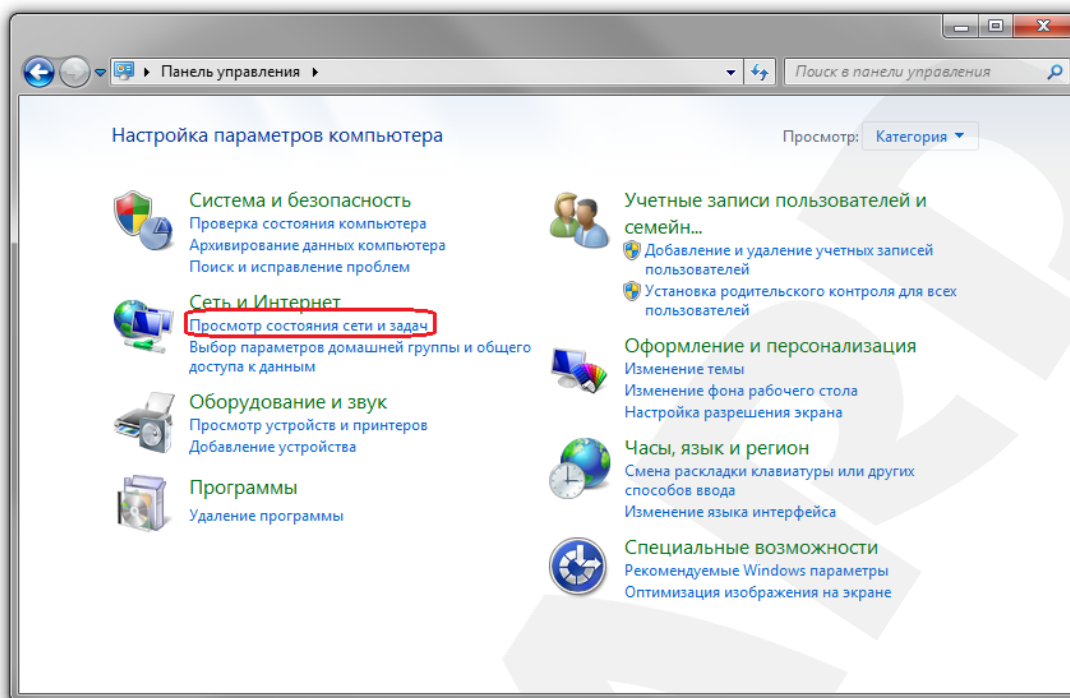 Панель управления
Поиск в панели управления
Настройка параметров компьютера
Просмотр: Категория
Система и безопасность
Проверка состояния компьютера
Архивирование данных компьютера
Поиск и исправление проблем
Сеть и Интернет
Просмотр состояния сети и задач
Выбор параметров домашней группы и общего
доступа к данным
Оборудование и звук
Просмотр устройств и принтеров
Добавление устройства
Программы
Удаление программы
Учетные записи пользователей и
семейн...
Добавление и удаление учетных записей
пользователей
Установка родительского контроля для всех
пользователей
Оформление и персонализация
Изменение темы
Изменение фона рабочего стола
Настройка разрешения экрана
Часы, язык и регион
Смена раскладки клавиатуры или других
способов ввода
Изменение языка интерфейса
Специальные возможности
Рекомендуемые Windows параметры
Оптимизация изображения на экране